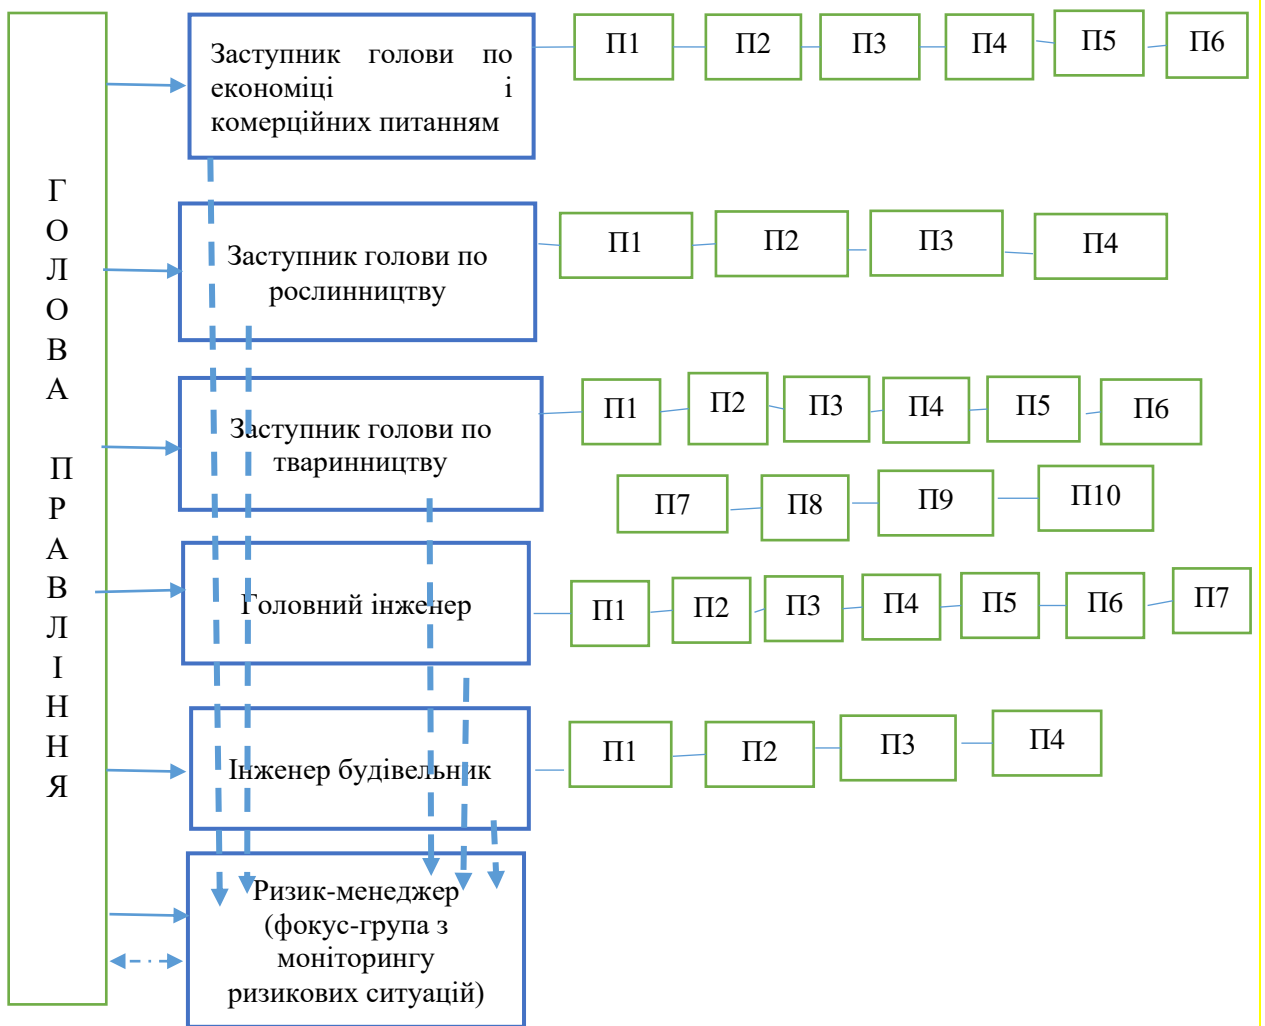 ГОЛОВА ПРАВЛІННЯ
Заступник голови по
економіці і
комерційних питанням
П1 П2 П3 П4 П5 П6
Заступник голови по
рослинництву
П1 П2 П3 П4
Заступник голови по
тваринництву
П1 П2 П3 П4 П5 П6
П7 П8 П9 П10
Головний інженер
П1 П2 П3 П4 П5 П6 П7
Інженер будівельник
П1 П2 П3 П4
Ризик-менеджер
(фокус-група з
моніторингу
ризикових ситуацій)